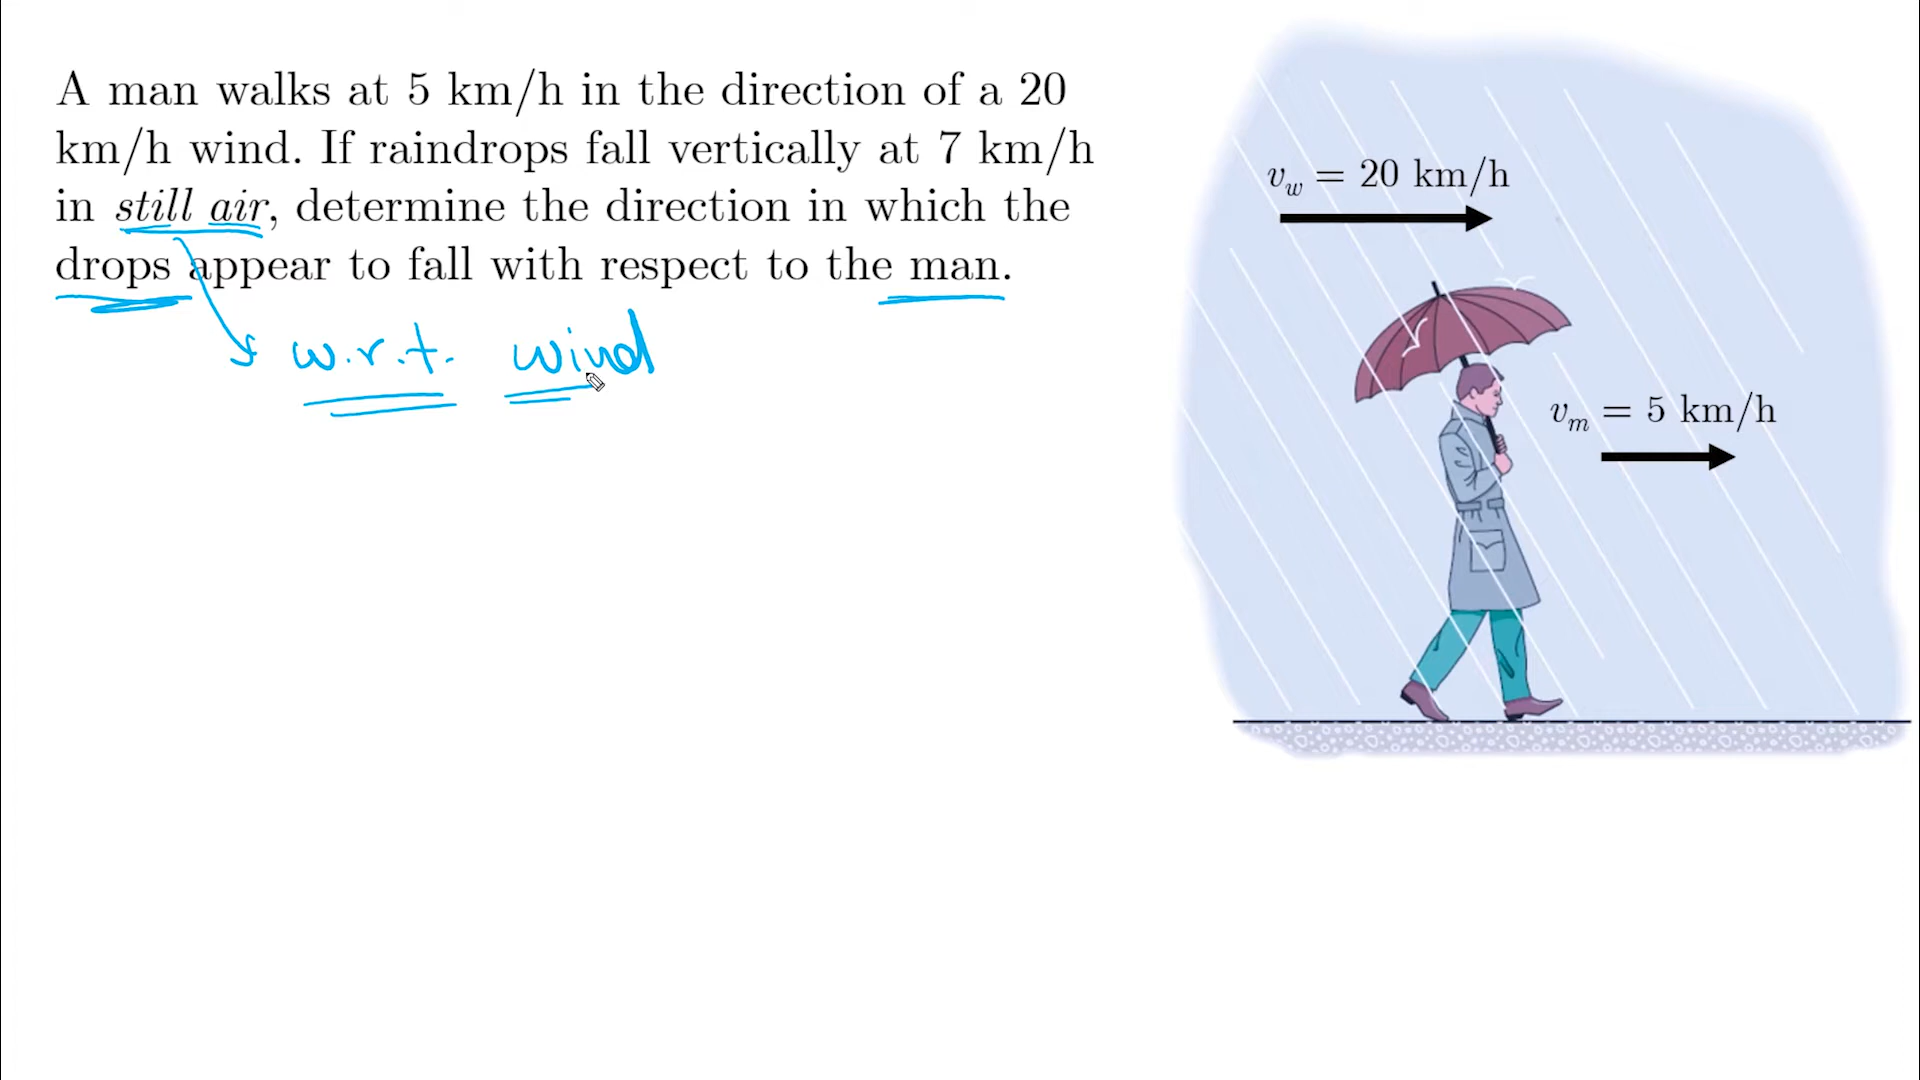 A man walks at 5 km/h in the direction of a 20
km/h wind. If raindrops fall vertically at 7 km/h
in still air, determine the direction in which the
drops appear to fall with respect to the man.
w.r.t. wind
v_w = 20 km/h
v_m = 5 km/h